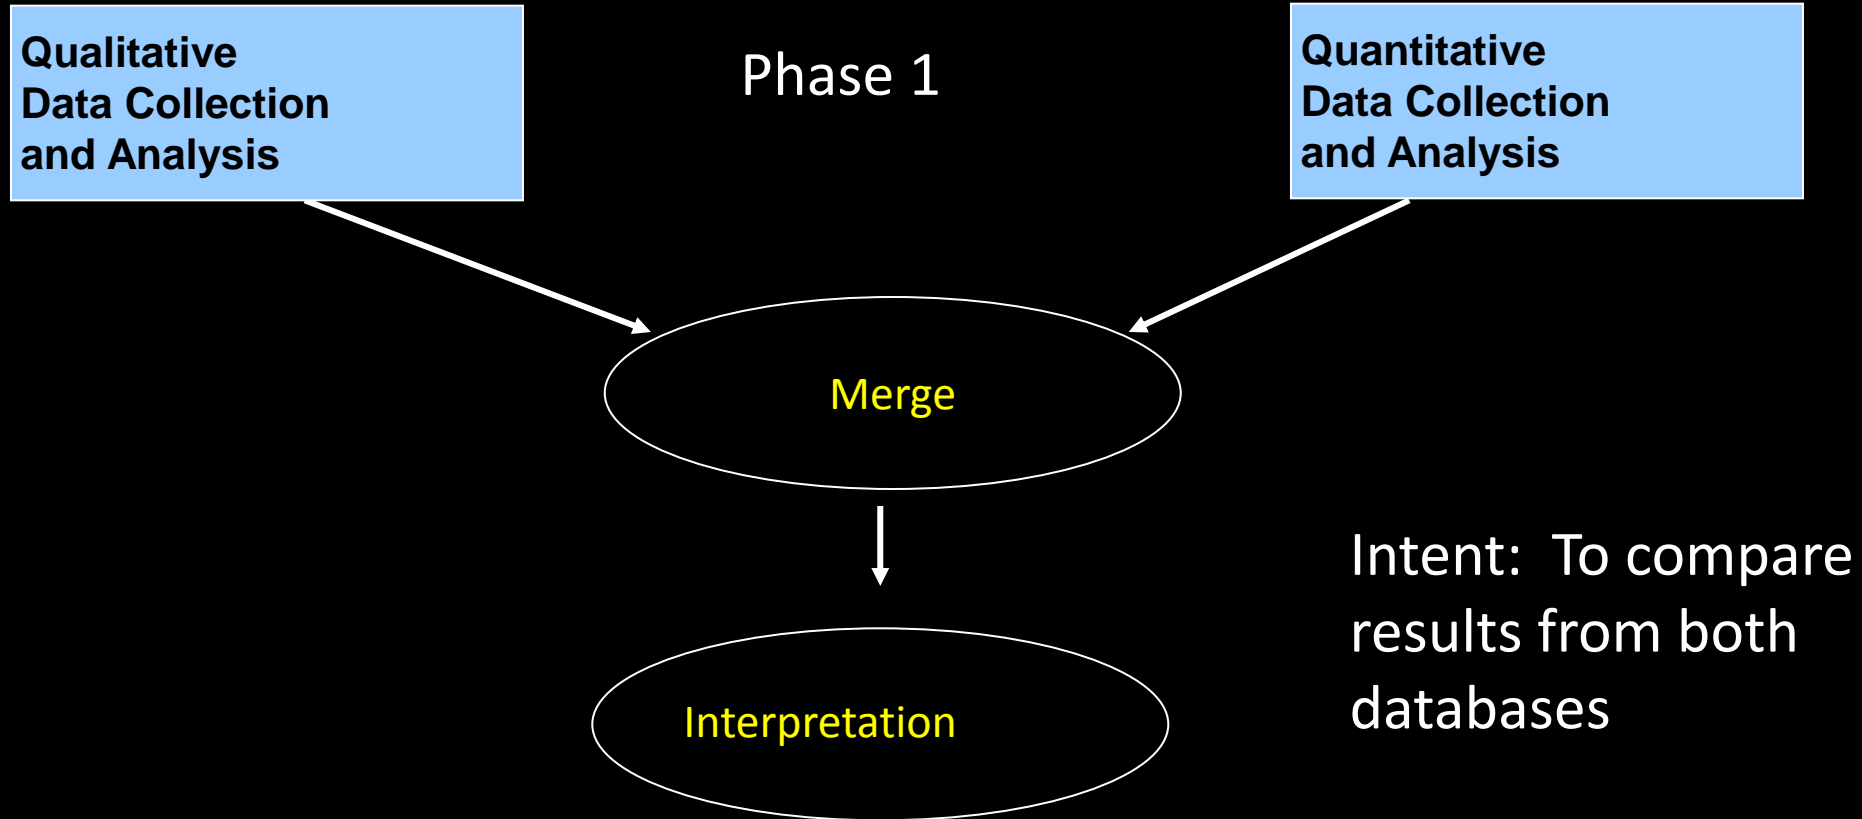 Qualitative
Data Collection
and Analysis
Phase 1
Quantitative
Data Collection
and Analysis
Merge
Intent:  To compare
results from both
databases
Interpretation